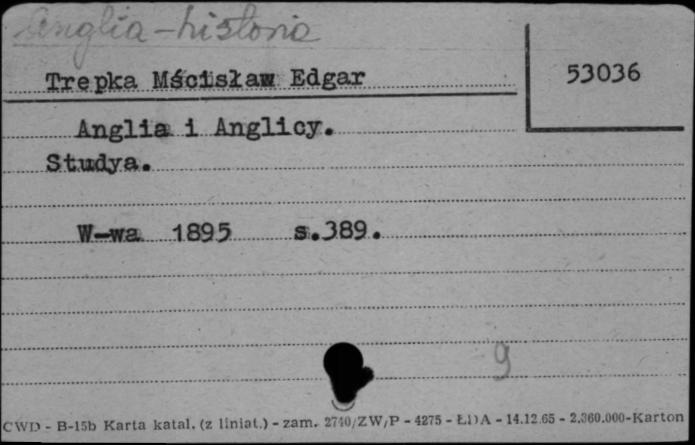 Anglia - historia
Trepka Mścisław Edgar
53036
Anglia i Anglicy.
Studya.
W-wa 1895 s.389.
9
CWD - B-15b Karta katal. (z liniat.) - zam. 2740/ZW/P - 4275 - ŁDA - 14.12.65 - 2.360.000-Karton